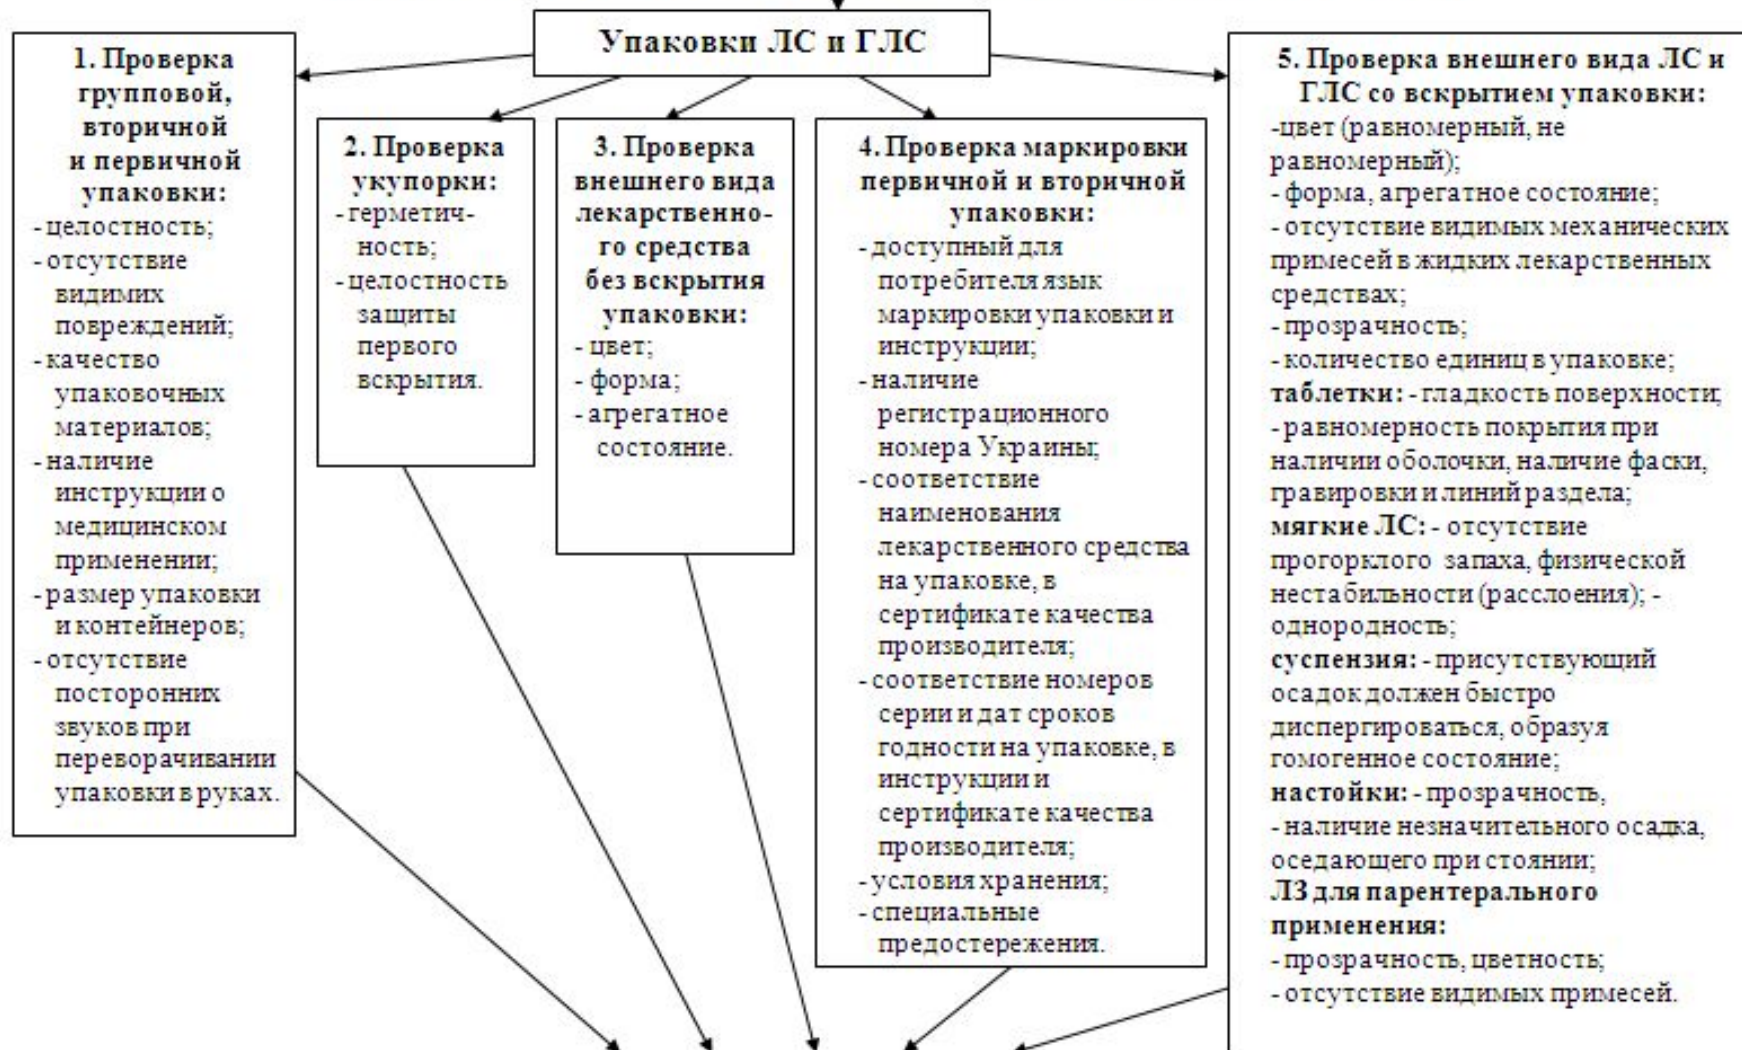 Упаковки ЛС и ГЛС
1. Проверка
групповой,
вторичной
и первичной
упаковки:
- целостность;
- отсутствие
видимих
повреждений;
- качество
упаковочных
материалов;
- наличие
инструкции о
медицинском
применении;
- размер упаковки
и контейнеров;
- отсутствие
посторонних
звуков при
переворачивании
упаковки в руках.
2. Проверка
укупорки:
- герметич-
ность;
- целостность
защиты
первого
вскрытия.
3. Проверка
внешнего вида
лекарственно-
го средства
без вскрытия
упаковки:
- цвет;
- форма;
- агрегатное
состояние.
4. Проверка маркировки
первичной и вторичной
упаковки:
- доступный для
потребителя язык
маркировки упаковки и
инструкции;
- наличие
регистрационного
номера Украины;
- соответствие
наименования
лекарственного средства
на упаковке, в
сертификате качества
производителя;
- соответствие номеров
серии и дат сроков
годности на упаковке, в
инструкции и
сертификате качества
производителя;
- условия хранения;
- специальные
предостережения.
5. Проверка внешнего вида ЛС и
ГЛС со вскрытием упаковки:
-цвет (равномерный, не
равномерный);
- форма, агрегатное состояние;
- отсутствие видимых механических
примесей в жидких лекарственных
средствах;
- прозрачность;
- количество единиц в упаковке;
таблетки: - гладкость поверхности;
- равномерность покрытия при
наличии оболочки, наличие фаски,
гравировки и линий раздела;
мягкие ЛС: - отсутствие
прогорклого запаха, физической
нестабильности (расслоения); -
однородность;
суспензия: - присутствующий
осадок должен быстро
диспергироваться, образуя
гомогенное состояние;
настойки: - прозрачность,
- наличие незначительного осадка,
оседающего при стоянии;
ЛЗ для парентерального
применения:
- прозрачность, цветность;
- отсутствие видимых примесей.